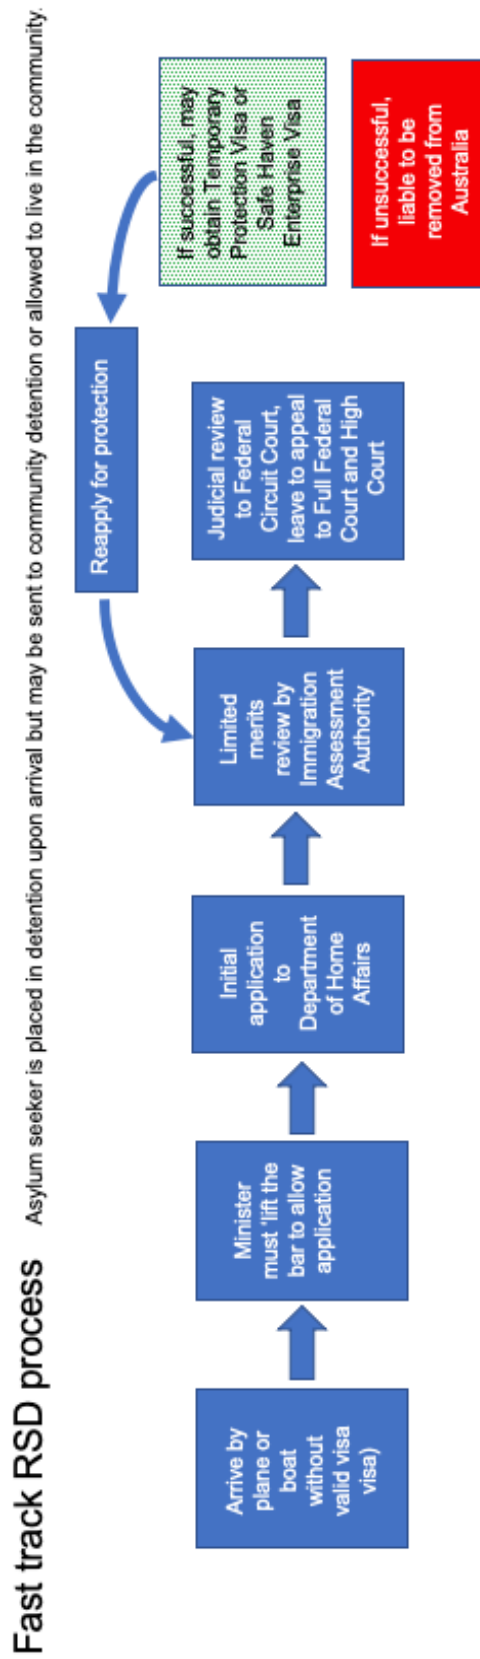 Fast track RSD process
Asylum seeker is placed in detention upon arrival but may be sent to community detention or allowed to live in the community.
Arrive by
plane or
boat
without
valid visa
visa)
Minister
must 'lift the
bar to allow
application
Initial
application
to
Department
of Home
Affairs
Limited
merits
review by
Immigration
Assessment
Authority
Judicial review
to Federal
Circuit Court,
leave to appeal
to Full Federal
Court and High
Court
Reapply for protection
If successful, may
obtain Temporary
Protection Visa or
Safe Haven
Enterprise Visa
If unsuccessful,
liable to be
removed from
Australia